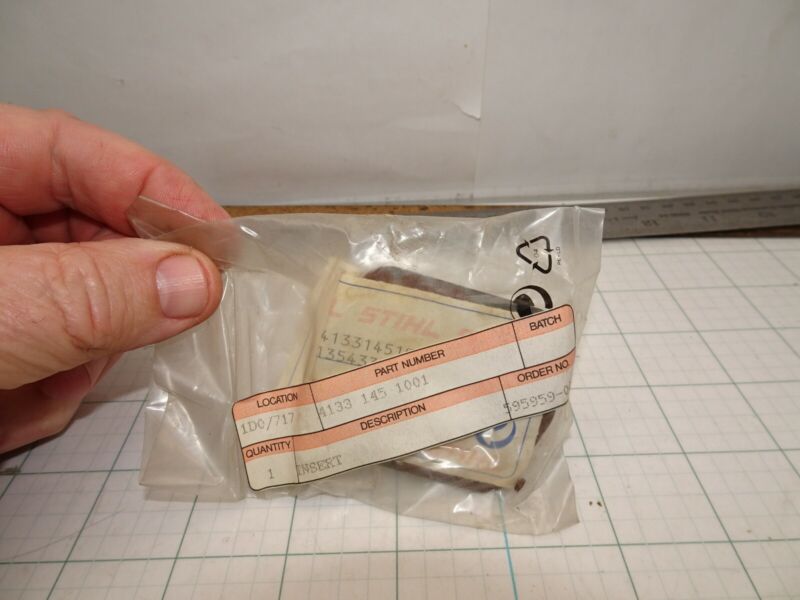 L STIHL
41331451
135437
LOCATION PART NUMBER BATCH
1D0/717 4133 145 1001
QUANTITY DESCRIPTION ORDER NO.
1 INSERT 595959-0